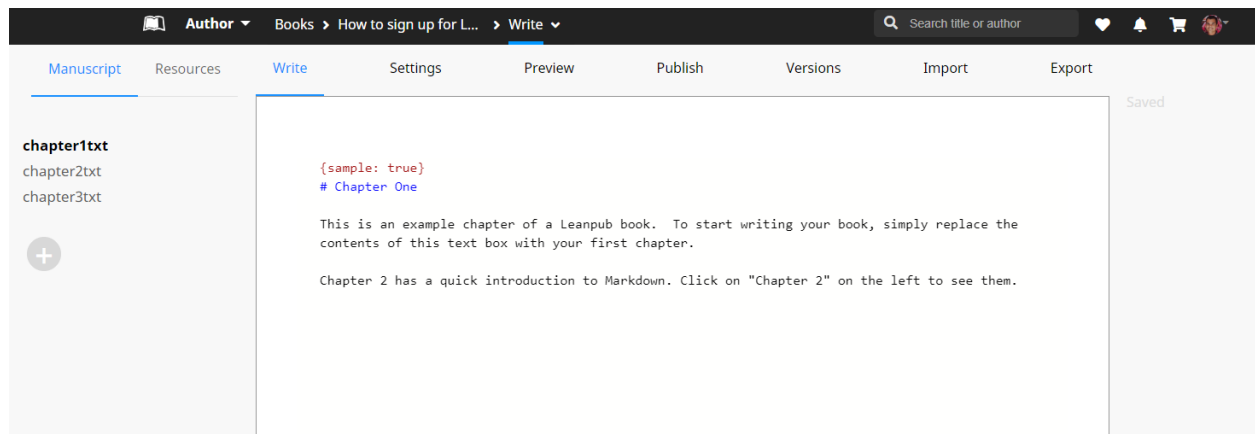 Author Books > How to sign up for L... > Write Search title or author
Manuscript Resources Write Settings Preview Publish Versions Import Export
Saved
chapter1txt
chapter2txt
chapter3txt
{sample: true}
# Chapter One
This is an example chapter of a Leanpub book.  To start writing your book, simply replace the
contents of this text box with your first chapter.
Chapter 2 has a quick introduction to Markdown. Click on "Chapter 2" on the left to see them.